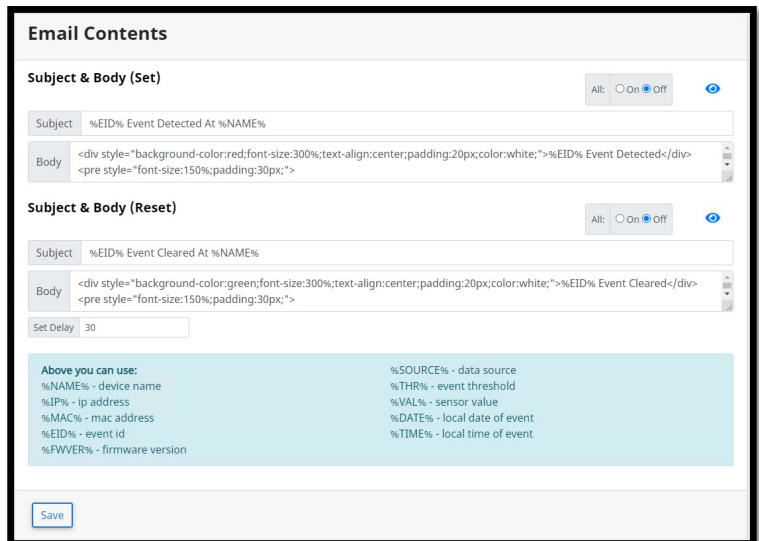 Email Contents
Subject & Body (Set)
All: On Off
Subject %EID% Event Detected At %NAME%
Body <div style="background-color:red;font-size:300%;text-align:center;padding:20px;color:white;">%EID% Event Detected</div>
<pre style="font-size:150%;padding:30px;">
Subject & Body (Reset)
All: On Off
Subject %EID% Event Cleared At %NAME%
Body <div style="background-color:green;font-size:300%;text-align:center;padding:20px;color:white;">%EID% Event Cleared</div>
<pre style="font-size:150%;padding:30px;">
Set Delay 30
Above you can use:
%NAME% - device name
%IP% - ip address
%MAC% - mac address
%EID% - event id
%FWVER% - firmware version
%SOURCE% - data source
%THR% - event threshold
%VAL% - sensor value
%DATE% - local date of event
%TIME% - local time of event
Save